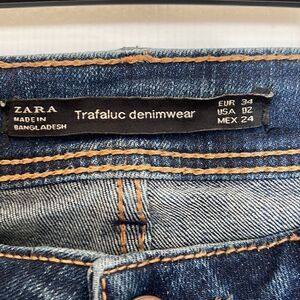 ZARA
MADE IN
BANGLADESH
Trafaluc denimwear
EUR 34
USA 02
MEX 24